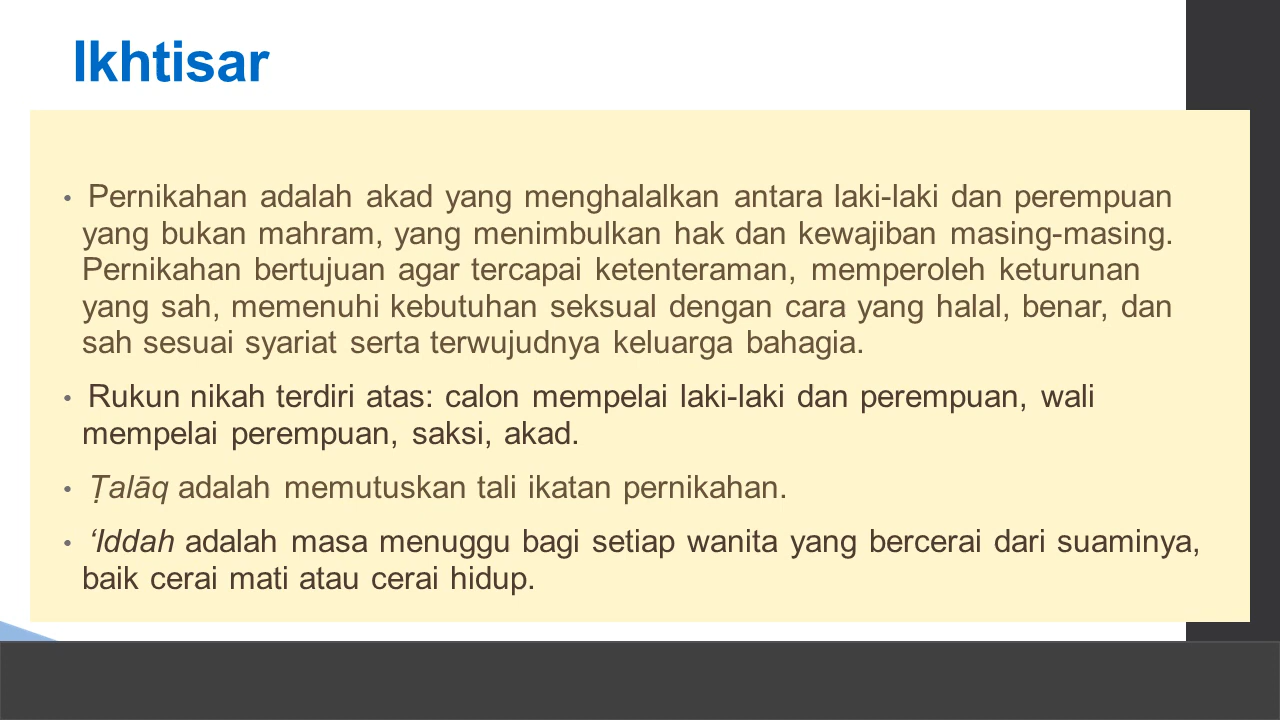 Ikhtisar
• Pernikahan adalah akad yang menghalalkan antara laki-laki dan perempuan
yang bukan mahram, yang menimbulkan hak dan kewajiban masing-masing.
Pernikahan bertujuan agar tercapai ketenteraman, memperoleh keturunan
yang sah, memenuhi kebutuhan seksual dengan cara yang halal, benar, dan
sah sesuai syariat serta terwujudnya keluarga bahagia.
• Rukun nikah terdiri atas: calon mempelai laki-laki dan perempuan, wali
mempelai perempuan, saksi, akad.
• Ṭalāq adalah memutuskan tali ikatan pernikahan.
• ‘Iddah adalah masa menuggu bagi setiap wanita yang bercerai dari suaminya,
baik cerai mati atau cerai hidup.